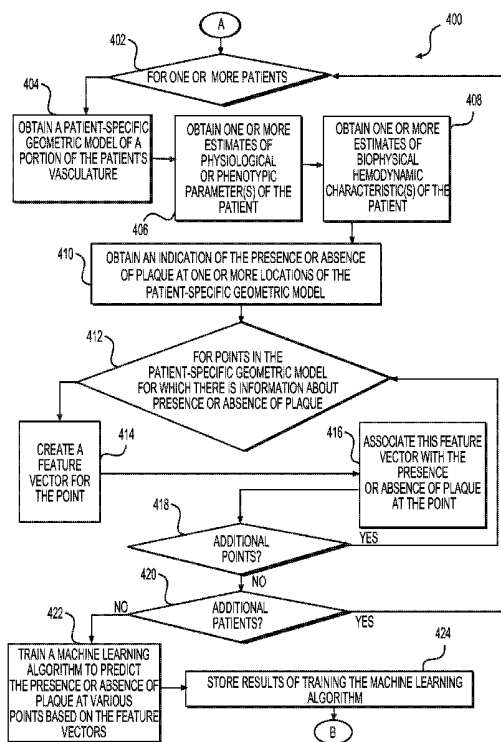 A
400
402
FOR ONE OR MORE PATIENTS
404
OBTAIN A PATIENT-SPECIFIC
GEOMETRIC MODEL OF A
PORTION OF THE PATIENT'S
VASCULATURE
406
OBTAIN ONE OR MORE
ESTIMATES OF
PHYSIOLOGICAL
OR PHENOTYPIC
PARAMETER(S) OF
THE PATIENT
408
OBTAIN ONE OR MORE
ESTIMATES OF
BIOPHYSICAL
HEMODYNAMIC
CHARACTERISTIC(S) OF
THE PATIENT
410
OBTAIN AN INDICATION OF THE PRESENCE OR ABSENCE
OF PLAQUE AT ONE OR MORE LOCATIONS OF THE
PATIENT-SPECIFIC GEOMETRIC MODEL
412
FOR POINTS IN THE
PATIENT-SPECIFIC GEOMETRIC MODEL
FOR WHICH THERE IS INFORMATION ABOUT
PRESENCE OR ABSENCE OF PLAQUE
414
CREATE A
FEATURE
VECTOR FOR
THE POINT
416
ASSOCIATE THIS FEATURE
VECTOR WITH THE
PRESENCE
OR ABSENCE OF PLAQUE
AT THE POINT
418
ADDITIONAL
POINTS?
YES
NO
420
ADDITIONAL
PATIENTS?
NO
YES
422
TRAIN A MACHINE LEARNING
ALGORITHM TO PREDICT
THE PRESENCE OR ABSENCE
OF PLAQUE AT VARIOUS
POINTS BASED ON THE FEATURE
VECTORS
424
STORE RESULTS OF TRAINING THE MACHINE LEARNING
ALGORITHM
B